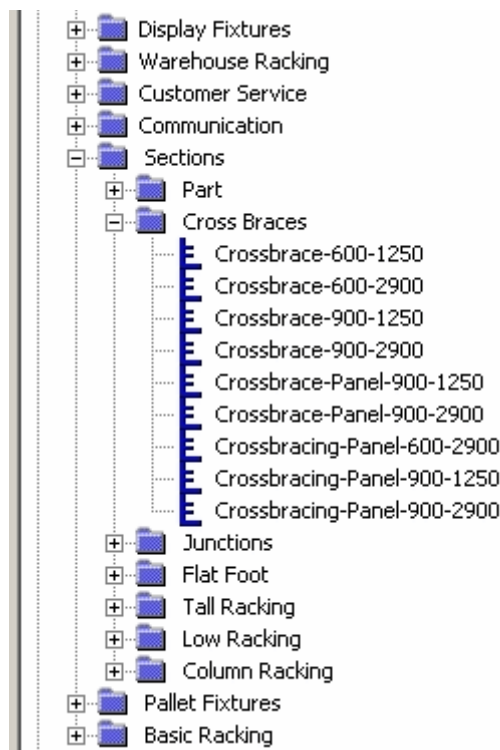 Display Fixtures
Warehouse Racking
Customer Service
Communication
Sections
Part
Cross Braces
Crossbrace-600-1250
Crossbrace-600-2900
Crossbrace-900-1250
Crossbrace-900-2900
Crossbrace-Panel-900-1250
Crossbrace-Panel-900-2900
Crossbracing-Panel-600-2900
Crossbracing-Panel-900-1250
Crossbracing-Panel-900-2900
Junctions
Flat Foot
Tall Racking
Low Racking
Column Racking
Pallet Fixtures
Basic Racking